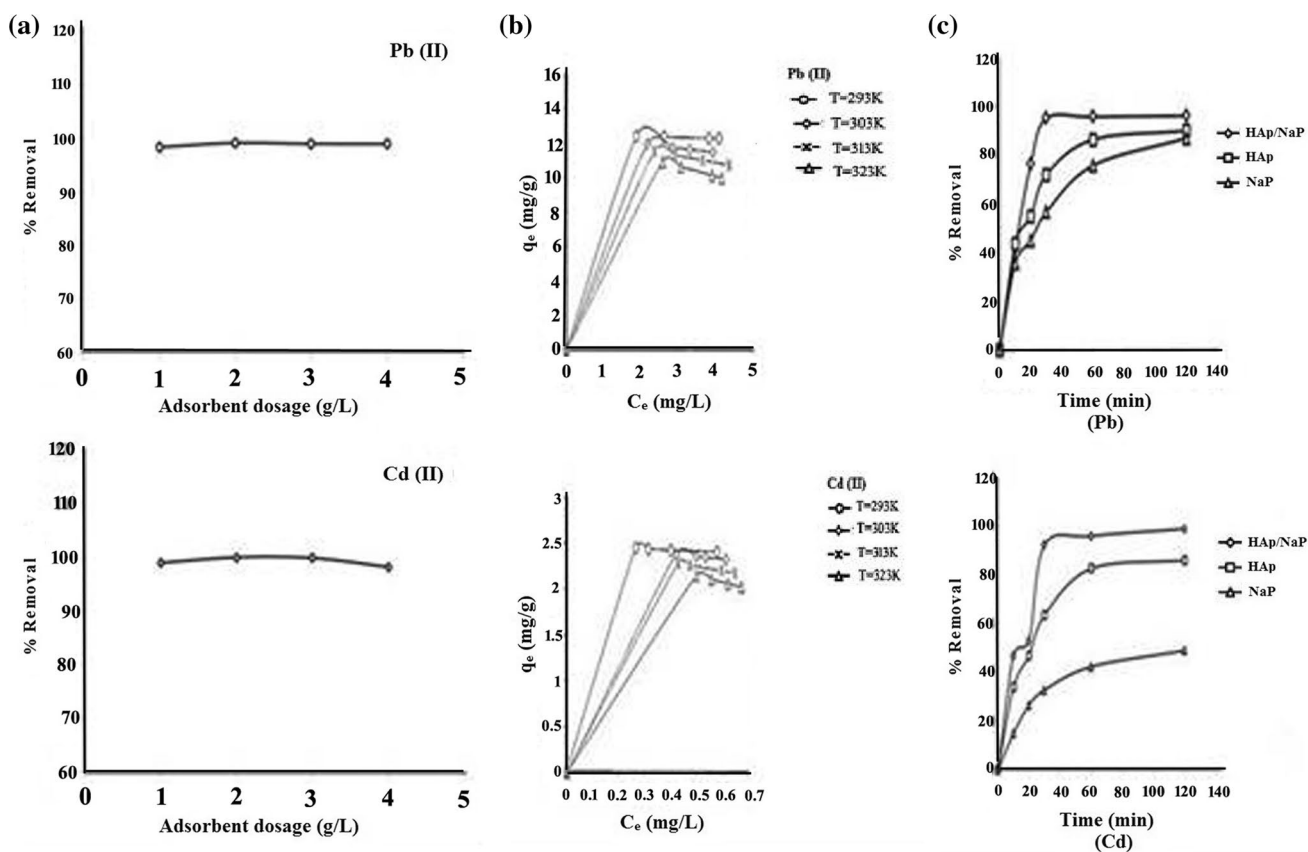 (a)
120
110
100
90
80
70
60
% Removal
Pb (II)
0 1 2 3 4 5
Adsorbent dosage (g/L)
(b)
16
14
12
10
8
6
4
2
0
qe (mg/g)
Pb (II)
T=293K
T=303K
T=313K
T=323K
0 1 2 3 4 5
Ce (mg/L)
(c)
120
100
80
60
40
20
0
% Removal
HAp/NaP
HAp
NaP
0 20 40 60 80 100 120 140
Time (min)
(Pb)
120
110
100
90
80
70
60
% Removal
Cd (II)
0 1 2 3 4 5
Adsorbent dosage (g/L)
3
2.5
2
1.5
1
0.5
0
qe (mg/g)
Cd (II)
T=293K
T=303K
T=313K
T=323K
0 0.1 0.2 0.3 0.4 0.5 0.6 0.7
Ce (mg/L)
120
100
80
60
40
20
0
% Removal
HAp/NaP
HAp
NaP
0 20 40 60 80 100 120 140
Time (min)
(Cd)